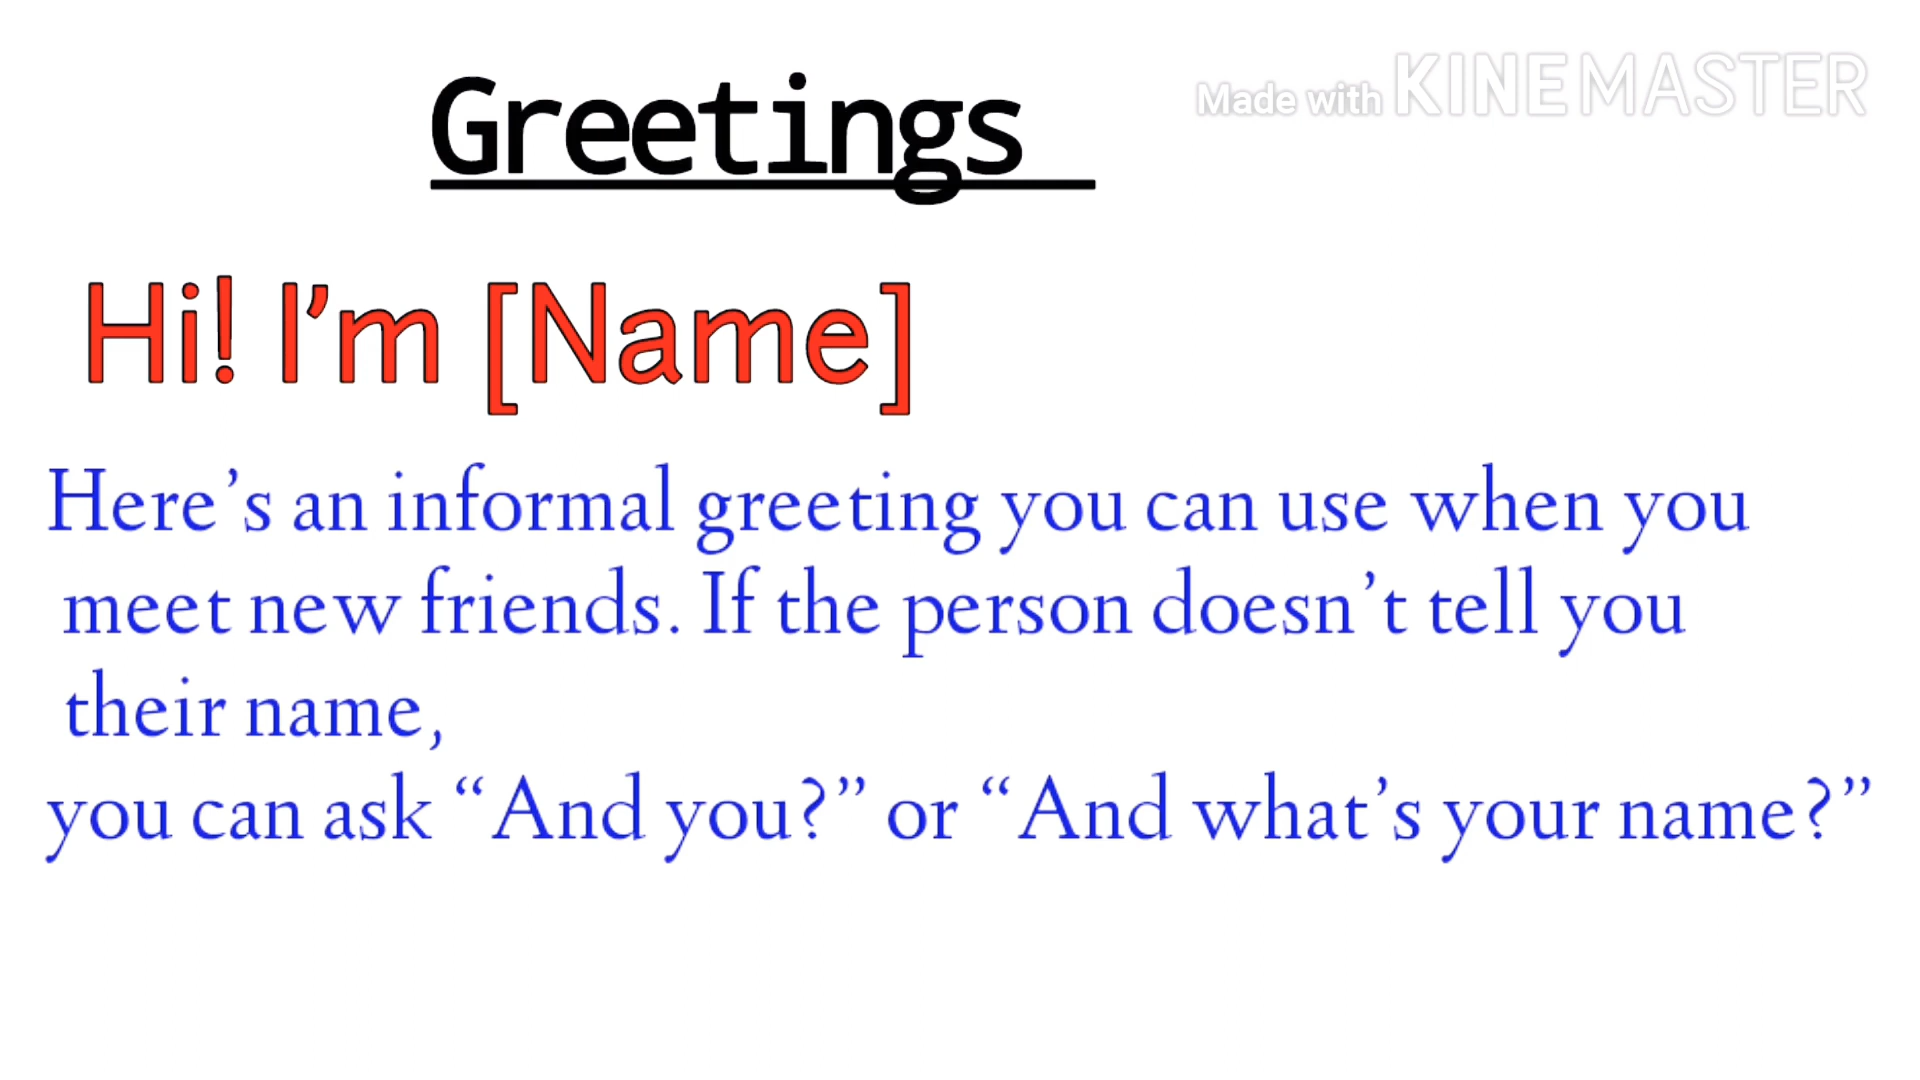 Greetings
Made with KINEMASTER
Hi! I'm [Name]
Here's an informal greeting you can use when you
meet new friends. If the person doesn't tell you
their name,
you can ask “And you?” or “And what's your name?”